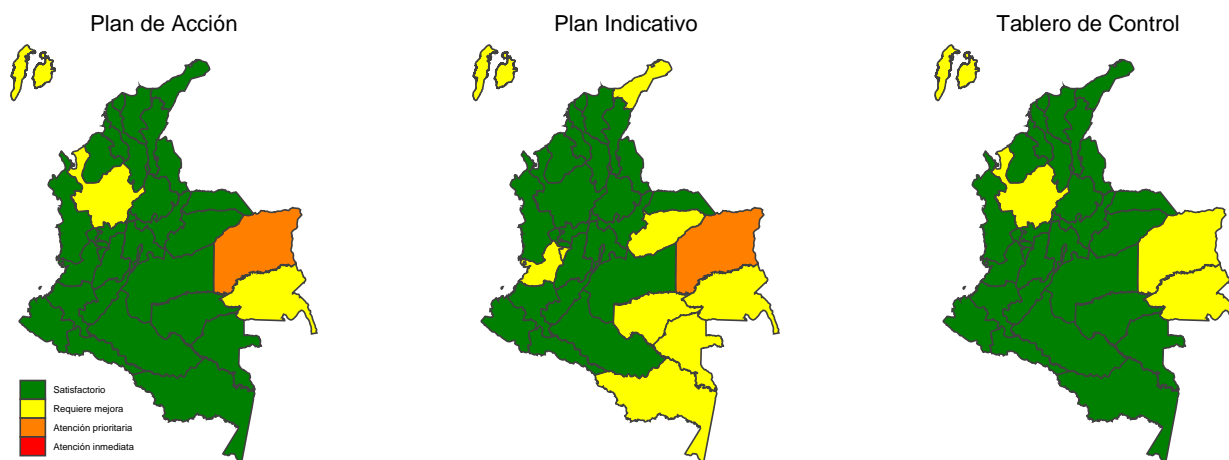 Plan de Acción
Plan Indicativo
Tablero de Control
Satisfactorio
Requiere mejora
Atención prioritaria
Atención inmediata